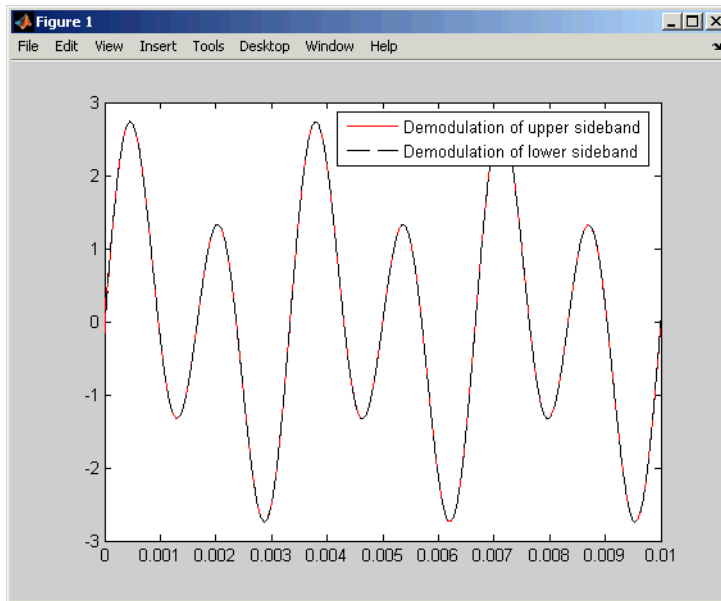 Figure 1
File Edit View Insert Tools Desktop Window Help
Demodulation of upper sideband
Demodulation of lower sideband
3
2
1
0
-1
-2
-3
0 0.001 0.002 0.003 0.004 0.005 0.006 0.007 0.008 0.009 0.01